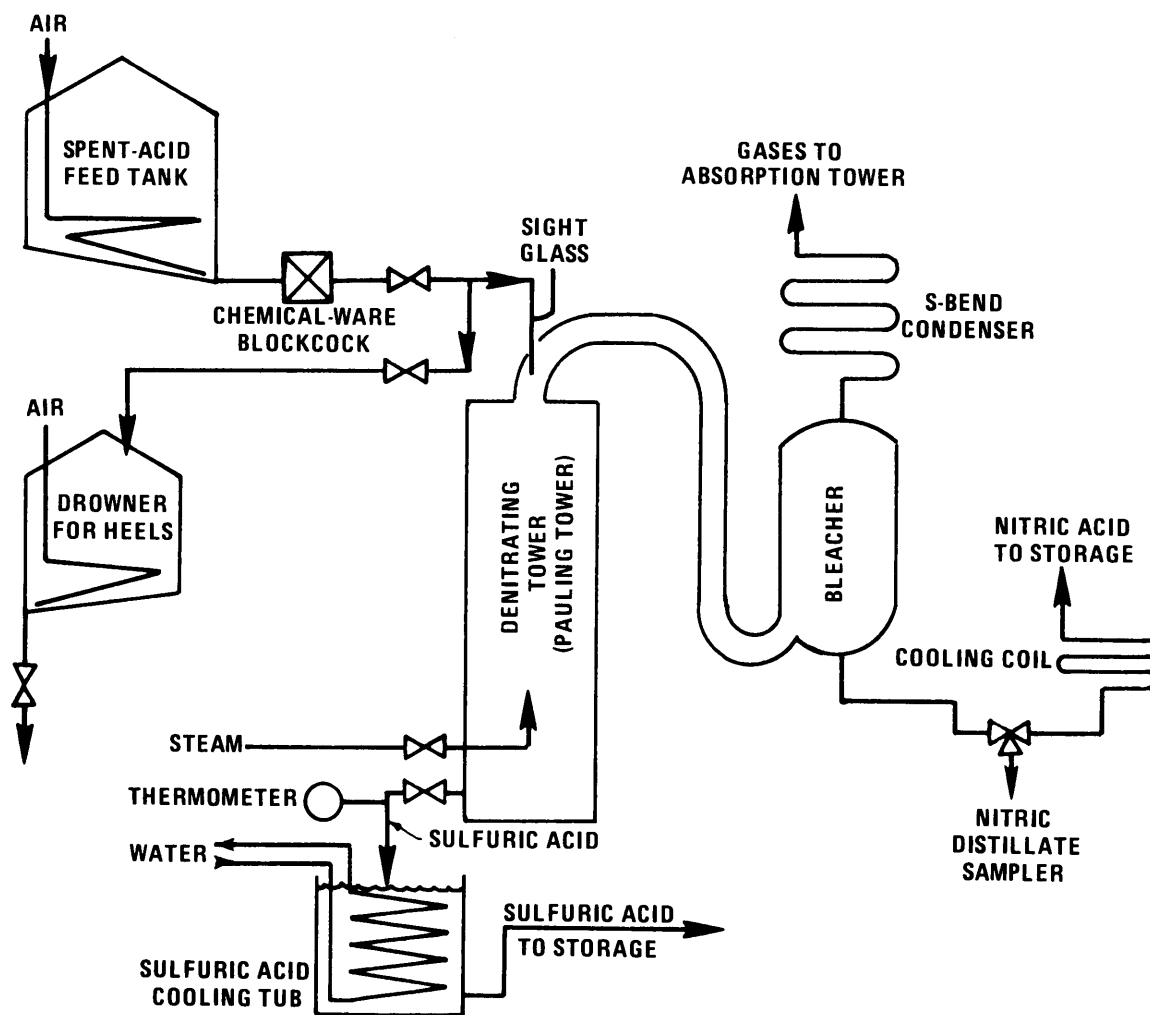 AIR
SPENT-ACID
FEED TANK
GASES TO
ABSORPTION TOWER
SIGHT
GLASS
CHEMICAL-WARE
BLOCKCOCK
S-BEND
CONDENSER
AIR
DROWNER
FOR HEELS
DENITRATING
TOWER
(PAULING TOWER)
BLEACHER
NITRIC ACID
TO STORAGE
COOLING COIL
STEAM
THERMOMETER
SULFURIC ACID
WATER
NITRIC
DISTILLATE
SAMPLER
SULFURIC ACID
TO STORAGE
SULFURIC ACID
COOLING TUB